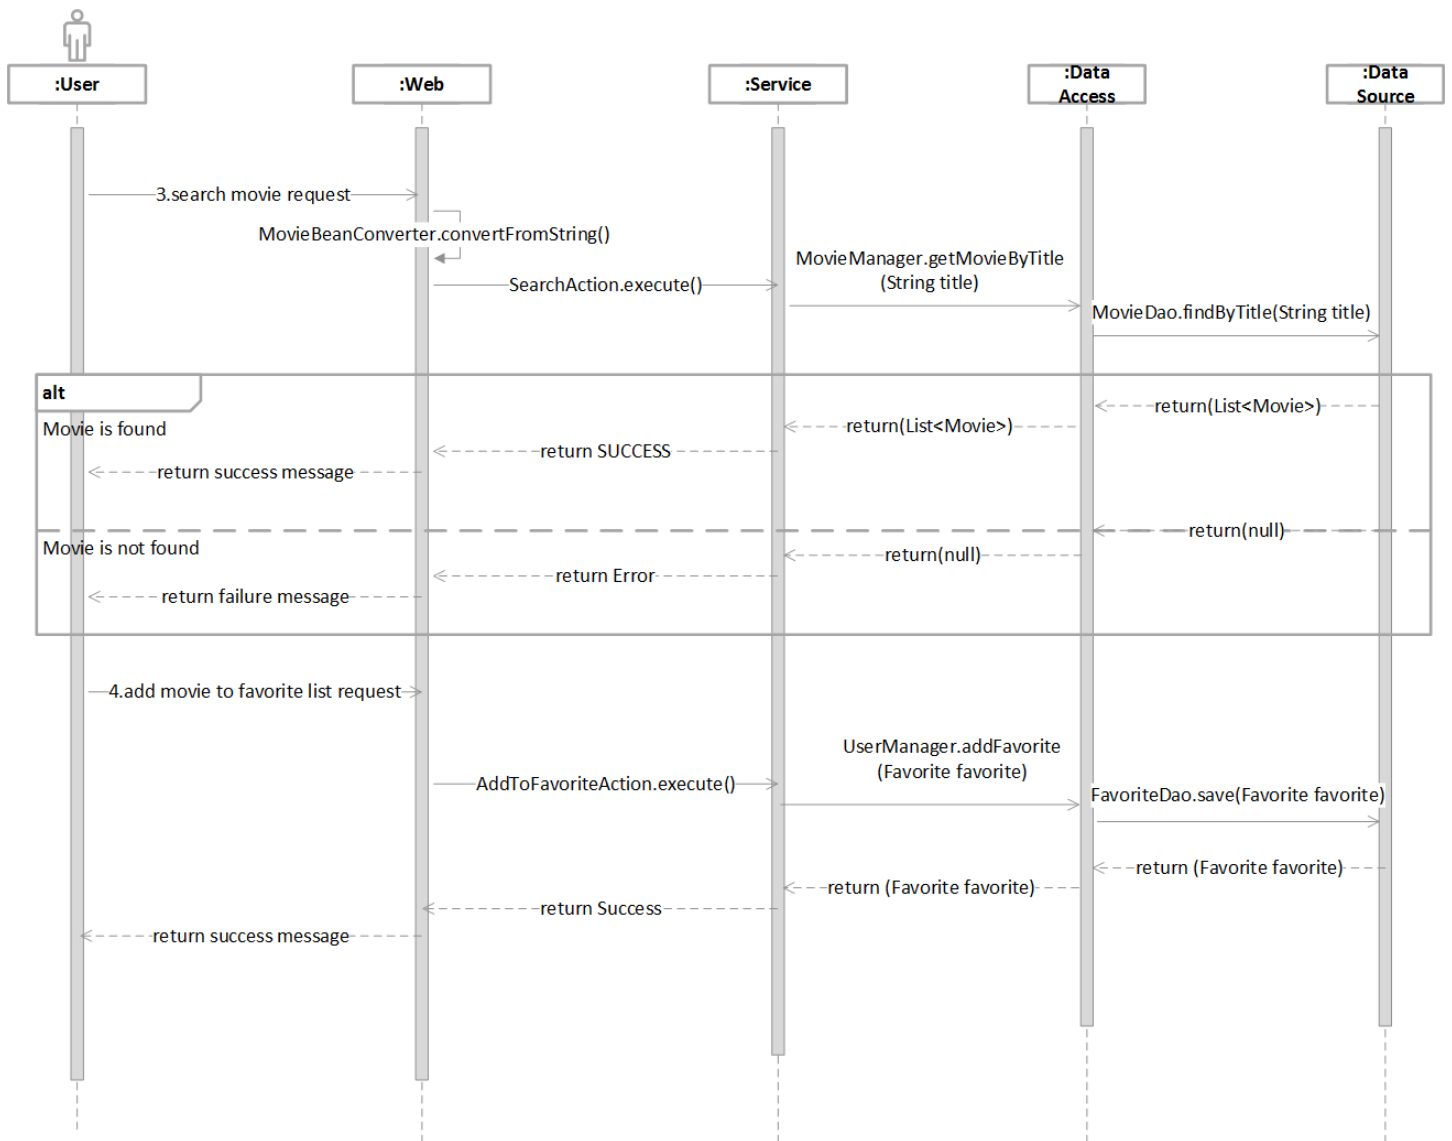 :User
:Web
:Service
:Data
Access
:Data
Source
3.search movie request
MovieBeanConverter.convertFromString()
SearchAction.execute()
MovieManager.getMovieByTitle
(String title)
MovieDao.findByTitle(String title)
alt
Movie is found
return(List<Movie>)
return(List<Movie>)
return SUCCESS
return success message
return(null)
Movie is not found
return(null)
return Error
return failure message
4.add movie to favorite list request
UserManager.addFavorite
(Favorite favorite)
AddToFavoriteAction.execute()
FavoriteDao.save(Favorite favorite)
return (Favorite favorite)
return (Favorite favorite)
return Success
return success message